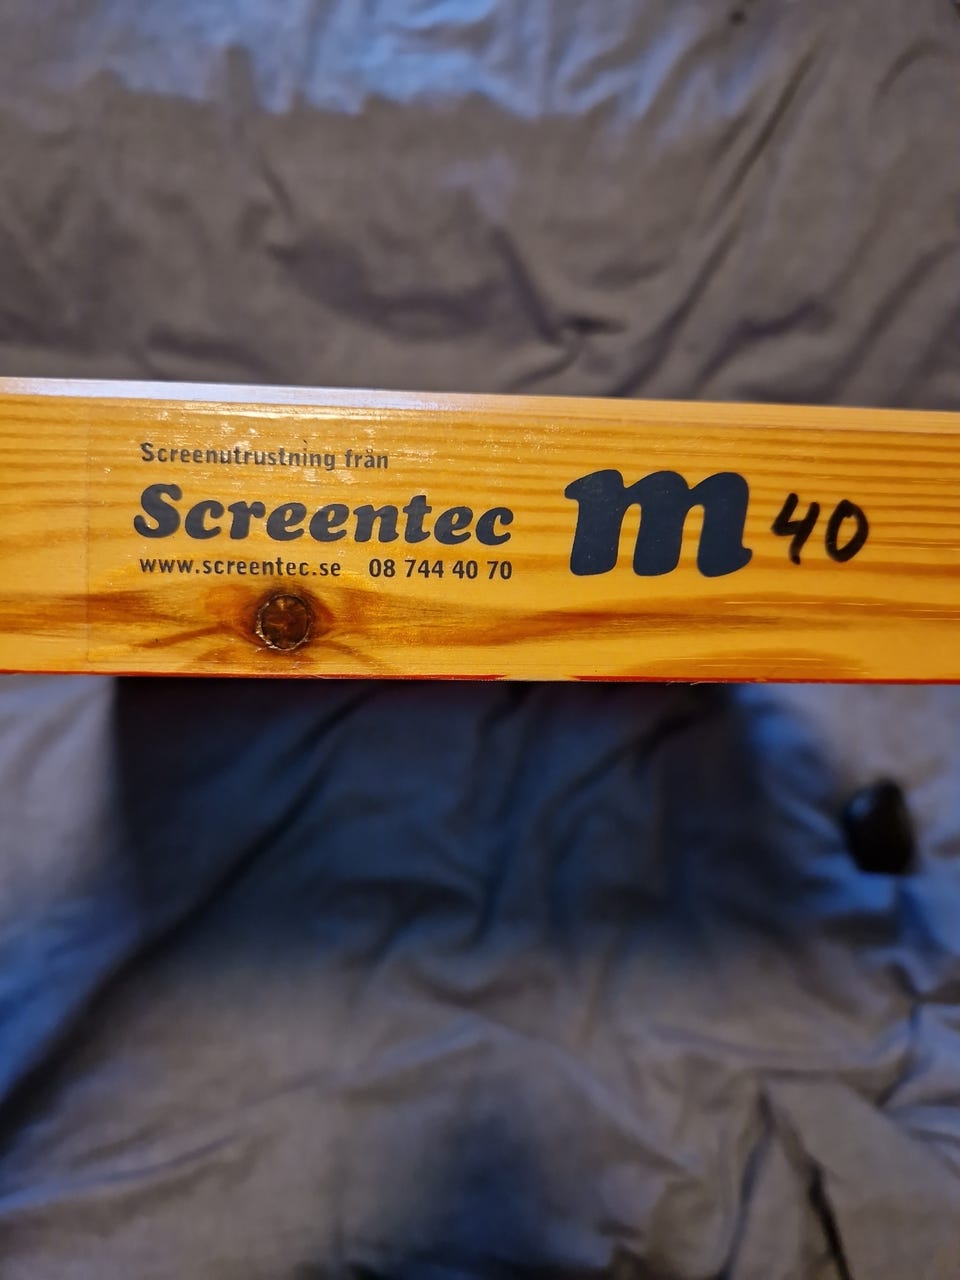 Screenutrustning från
Screentec
www.screentec.se 08 744 40 70
m 40